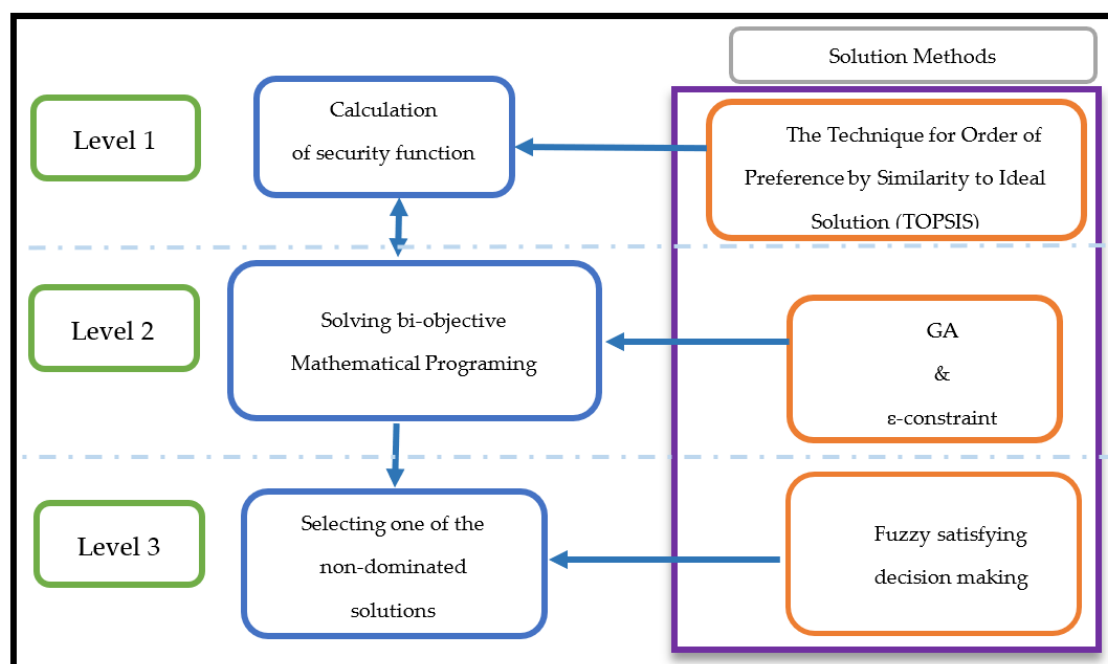 Solution Methods
Level 1
Calculation
of security function
The Technique for Order of
Preference by Similarity to Ideal
Solution (TOPSIS)
Level 2
Solving bi-objective
Mathematical Programing
GA
&
ε-constraint
Level 3
Selecting one of the
non-dominated
solutions
Fuzzy satisfying
decision making